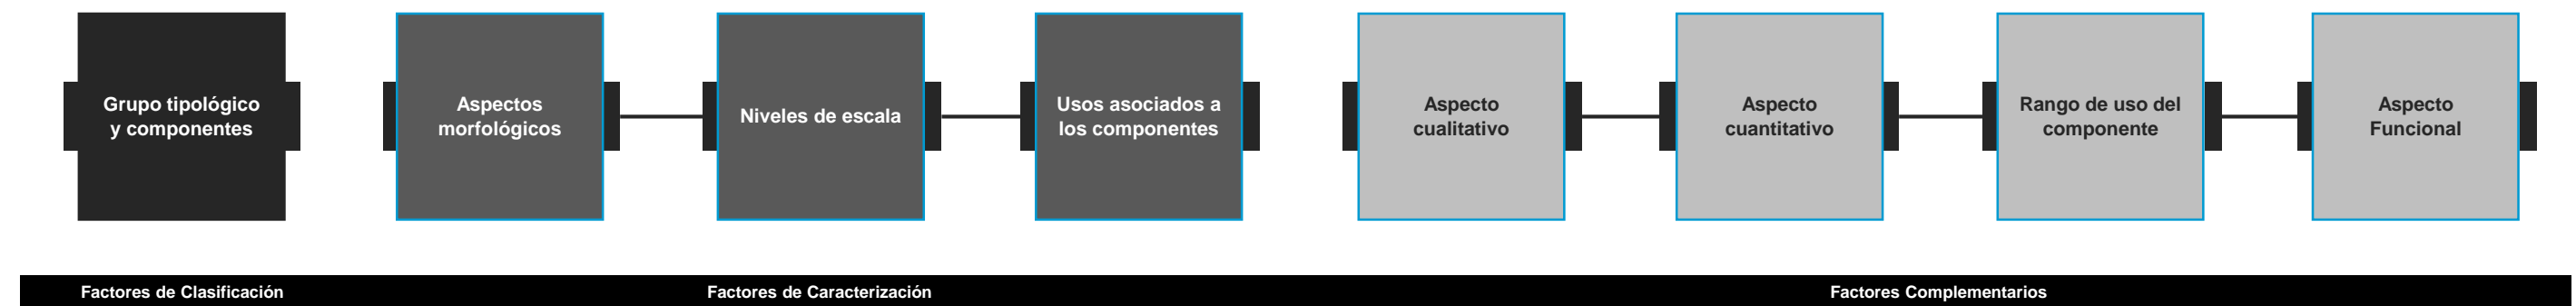 Grupo tipológico
y componentes
Aspectos
morfológicos
Niveles de escala
Usos asociados a
los componentes
Aspecto
cualitativo
Aspecto
cuantitativo
Rango de uso del
componente
Aspecto
Funcional
Factores de Clasificación
Factores de Caracterización
Factores Complementarios